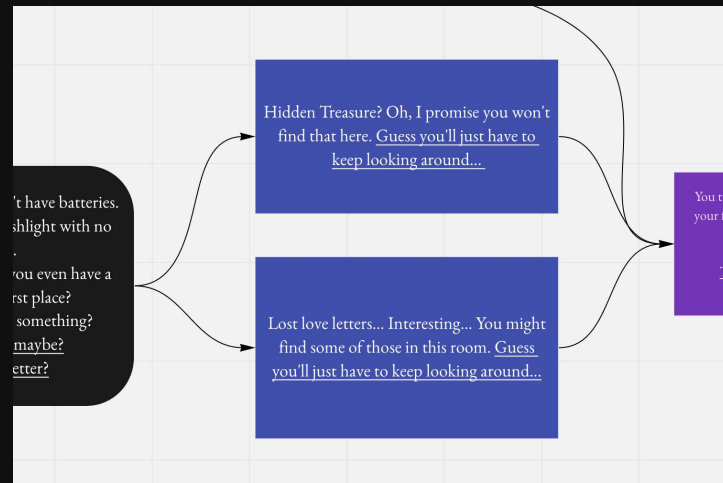 't have batteries.
shlight with no
.
you even have a
rst place?
something?
maybe?
etter?
Hidden Treasure? Oh, I promise you won't
find that here. Guess you'll just have to
keep looking around...
Lost love letters... Interesting... You might
find some of those in this room. Guess
you'll just have to keep looking around...
You t
your f